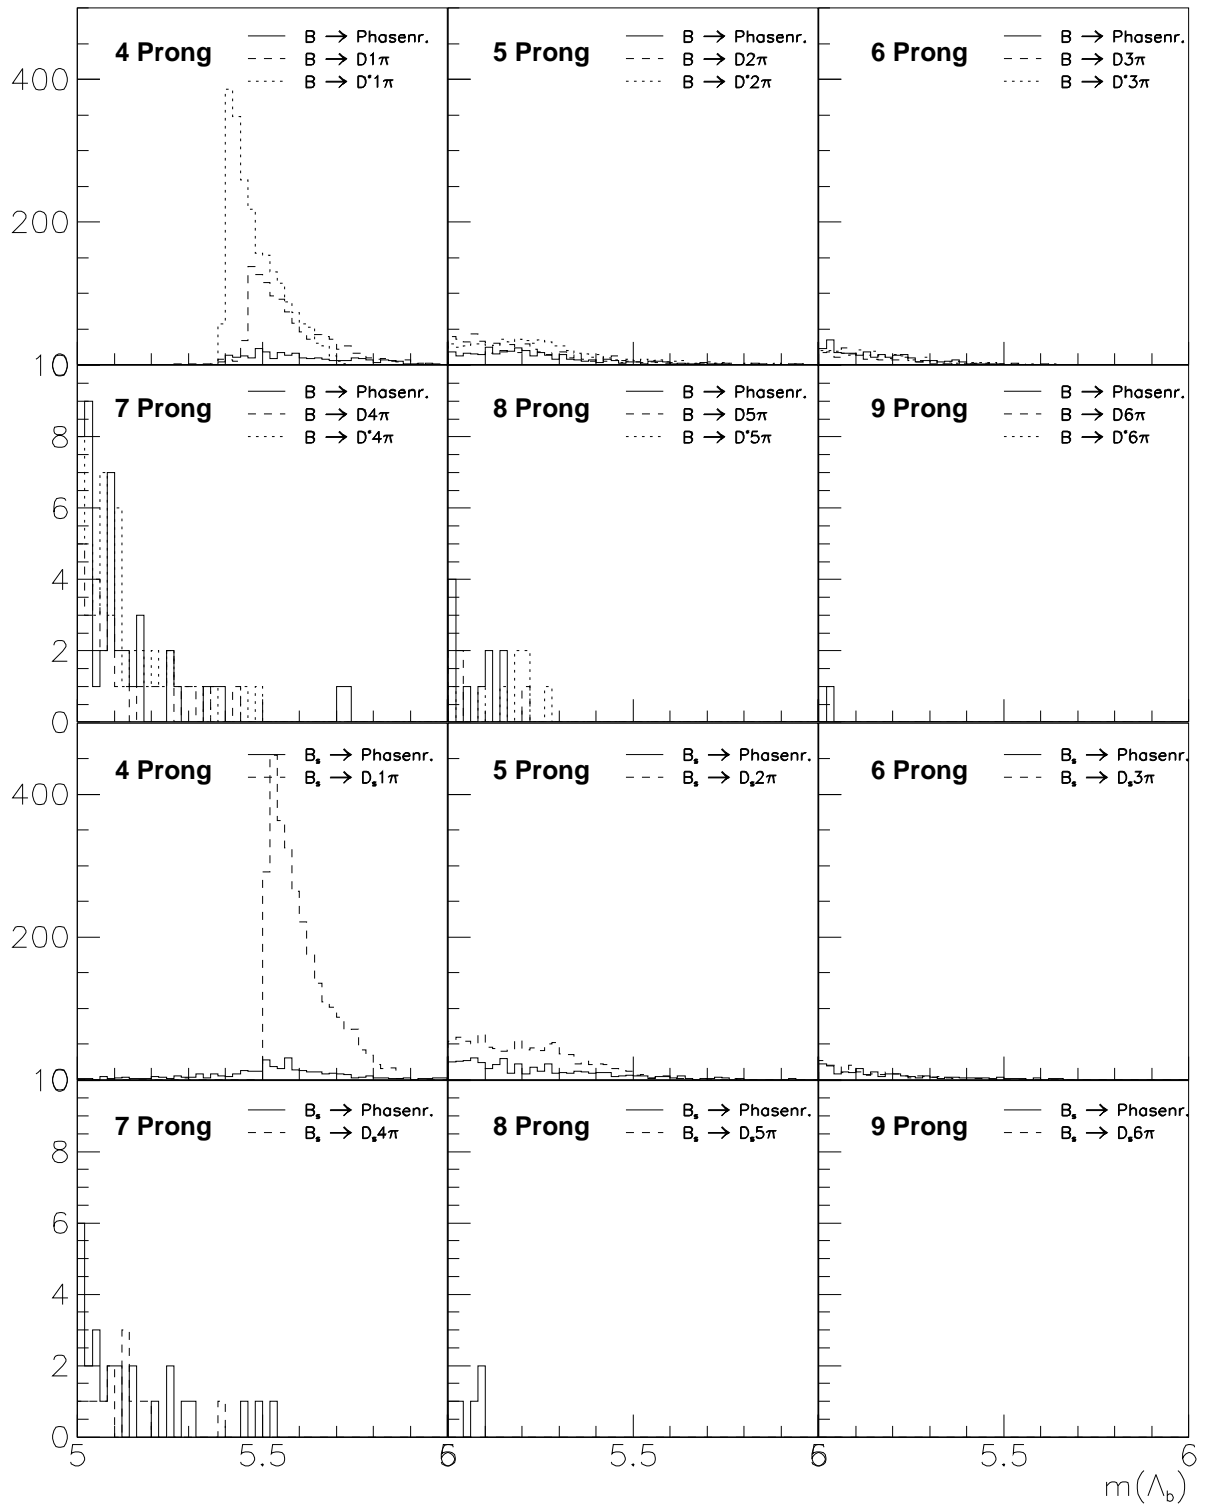 4 Prong
B → Phasenr.
B → D1π
B → D*1π
5 Prong
B → Phasenr.
B → D2π
B → D*2π
6 Prong
B → Phasenr.
B → D3π
B → D*3π
400
200
10
7 Prong
B → Phasenr.
B → D4π
B → D*4π
8 Prong
B → Phasenr.
B → D5π
B → D*5π
9 Prong
B → Phasenr.
B → D6π
B → D*6π
8
6
4
2
0
4 Prong
Bₛ → Phasenr.
Bₛ → Dₛ1π
5 Prong
Bₛ → Phasenr.
Bₛ → Dₛ2π
6 Prong
Bₛ → Phasenr.
Bₛ → Dₛ3π
400
200
10
7 Prong
Bₛ → Phasenr.
Bₛ → Dₛ4π
8 Prong
Bₛ → Phasenr.
Bₛ → Dₛ5π
9 Prong
Bₛ → Phasenr.
Bₛ → Dₛ6π
8
6
4
2
0
5 5.5 5.5 5.5 6
m(Λb)